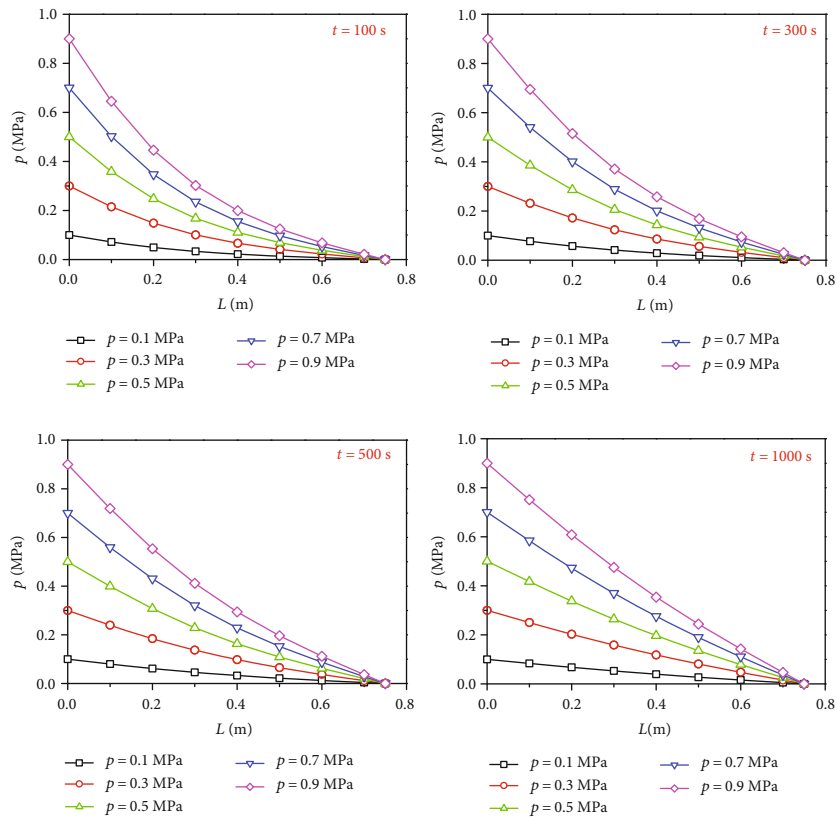 t = 100 s
1.0
0.8
0.6
0.4
0.2
0.0
p (MPa)
0.0 0.2 0.4 0.6 0.8
L (m)
p = 0.1 MPa
p = 0.3 MPa
p = 0.5 MPa
p = 0.7 MPa
p = 0.9 MPa
t = 300 s
1.0
0.8
0.6
0.4
0.2
0.0
p (MPa)
0.0 0.2 0.4 0.6 0.8
L (m)
p = 0.1 MPa
p = 0.3 MPa
p = 0.5 MPa
p = 0.7 MPa
p = 0.9 MPa
t = 500 s
1.0
0.8
0.6
0.4
0.2
0.0
p (MPa)
0.0 0.2 0.4 0.6 0.8
L (m)
p = 0.1 MPa
p = 0.3 MPa
p = 0.5 MPa
p = 0.7 MPa
p = 0.9 MPa
t = 1000 s
1.0
0.8
0.6
0.4
0.2
0.0
p (MPa)
0.0 0.2 0.4 0.6 0.8
L(m)
p = 0.1 MPa
p = 0.3 MPa
p = 0.5 MPa
p = 0.7 MPa
p = 0.9 MPa